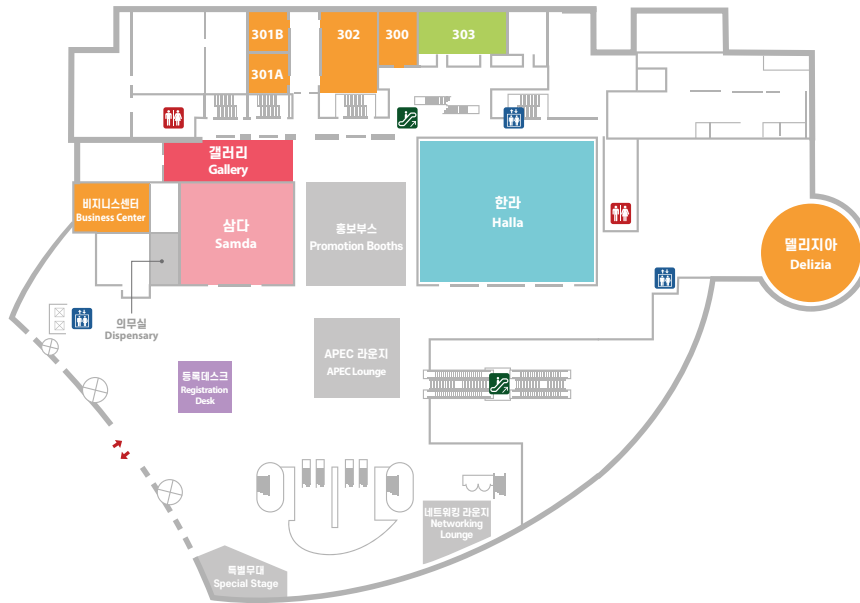 301B
301A
302
300
303
갤러리
Gallery
비지니스센터
Business Center
삼다
Samda
홍보부스
Promotion Booths
한라
Halla
델리지아
Delizia
의무실
Dispensary
등록데스크
Registration
Desk
APEC 라운지
APEC Lounge
네트워킹 라운지
Networking
Lounge
특별무대
Special Stage